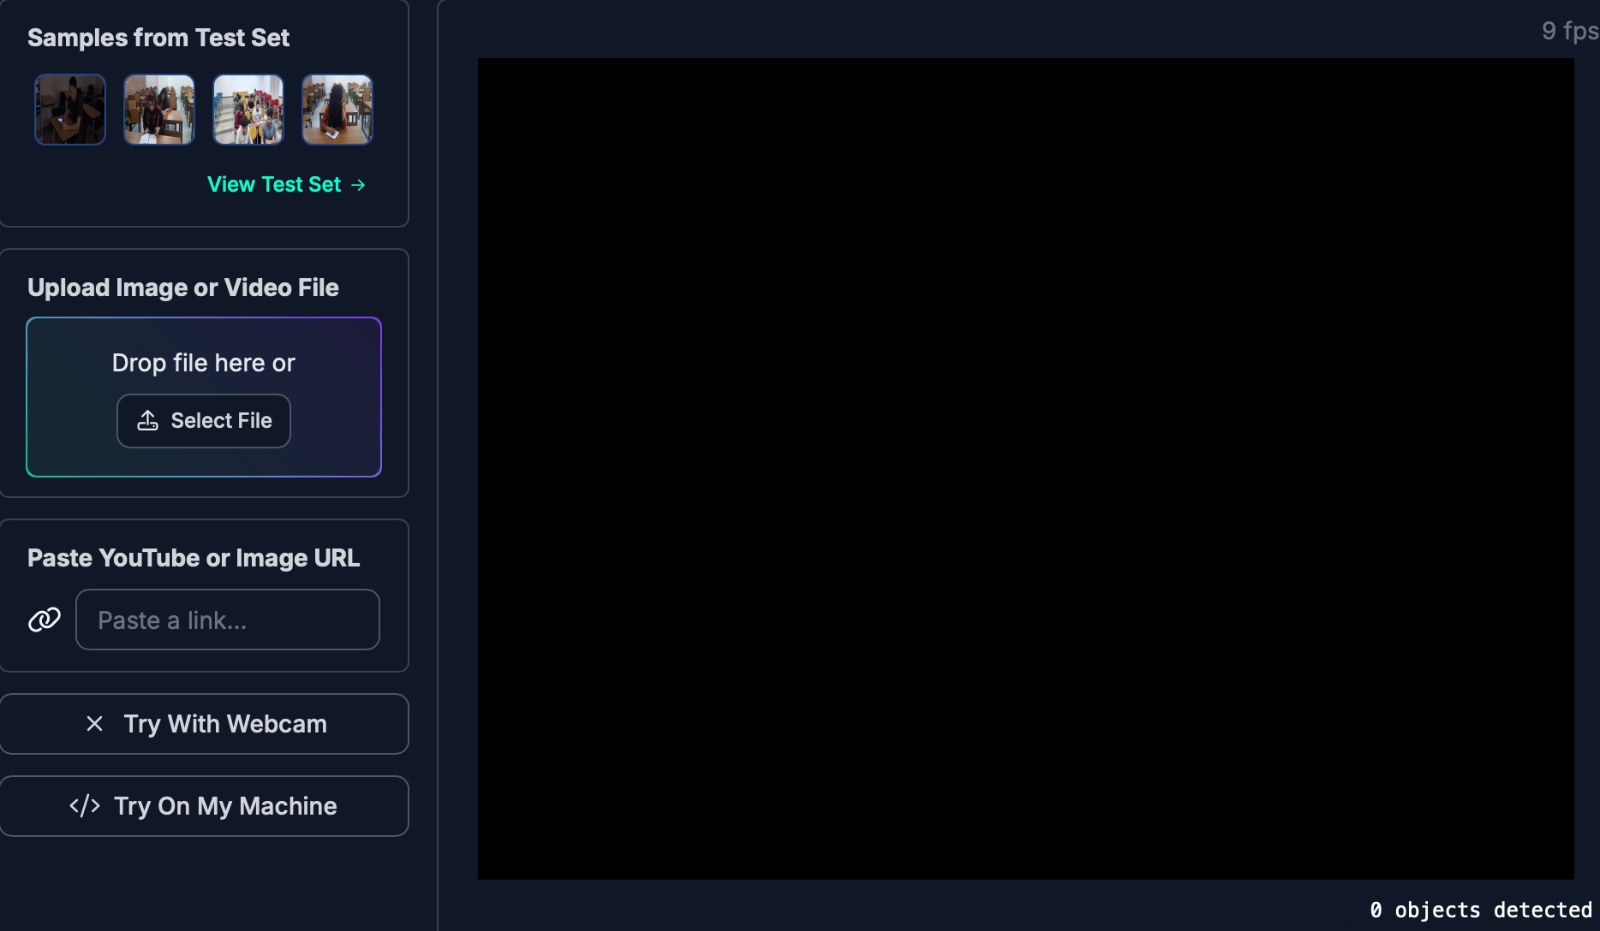 Samples from Test Set
View Test Set →
Upload Image or Video File
Drop file here or
Select File
Paste YouTube or Image URL
Paste a link...
Try With Webcam
</> Try On My Machine
9 fps
0 objects detected